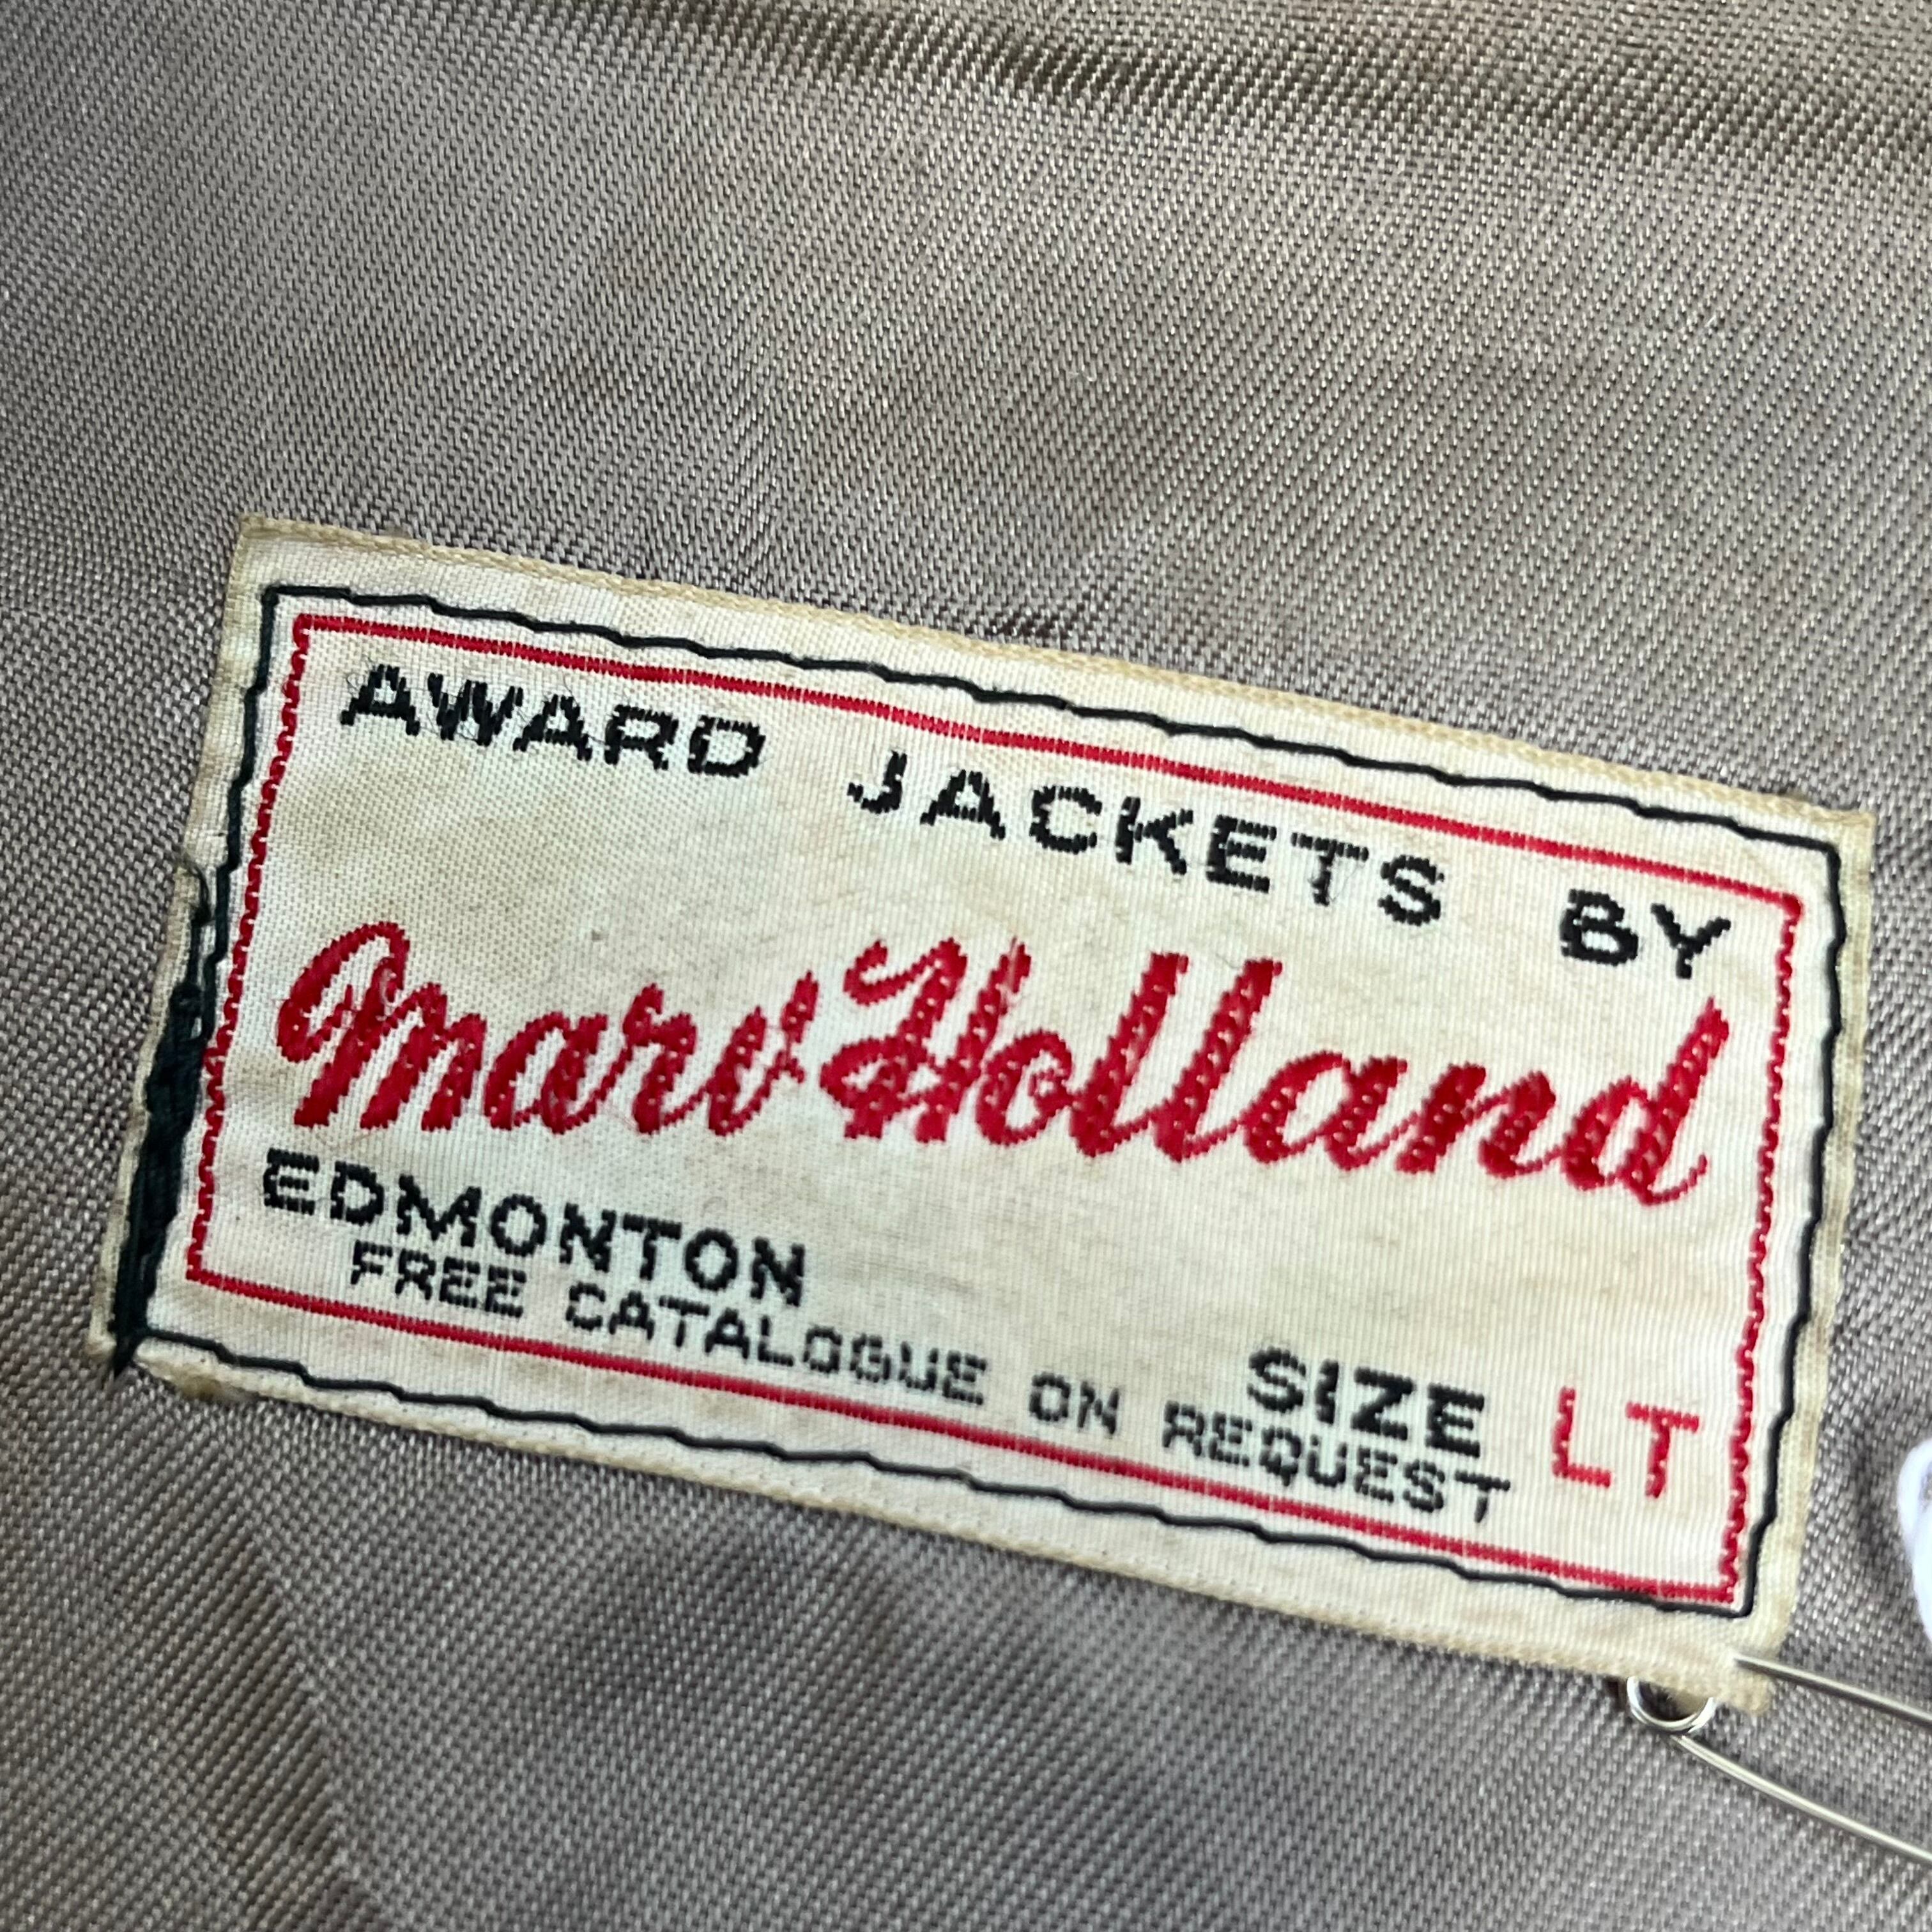 AWARD JACKETS BY
Marv Holland
EDMONTON
SIZE LT
FREE CATALOGUE ON REQUEST